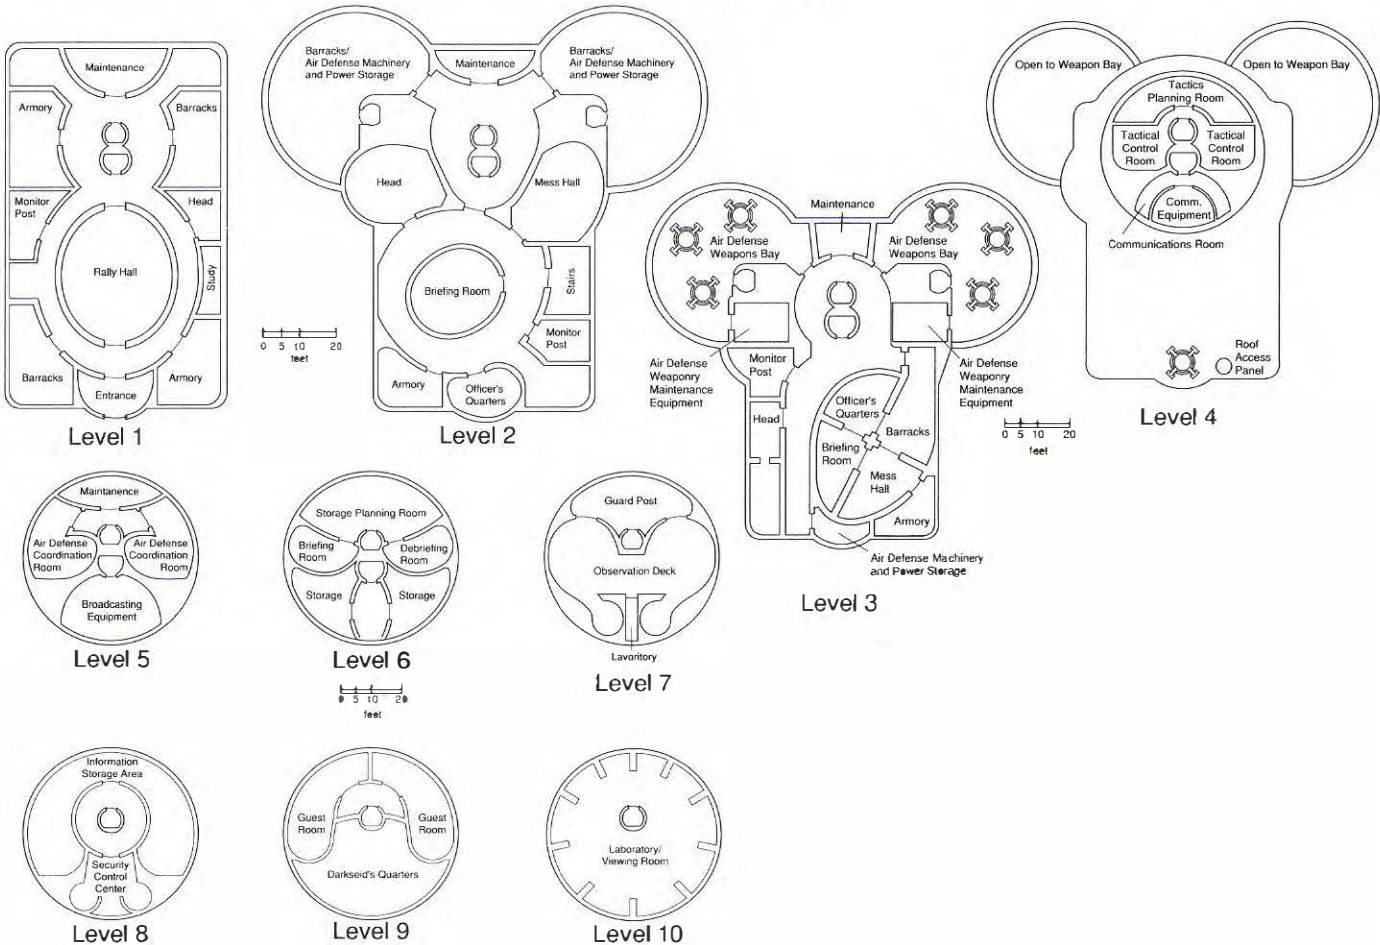 Maintenance
Armory
Barracks
Monitor
Post
Head
Rally Hall
Study
Barracks
Armory
Entrance
Level 1
Barracks/
Air Defense Machinery
and Power Storage
Maintenance
Barracks/
Air Defense Machinery
and Power Storage
Head
Mess Hall
Briefing Room
Stairs
Monitor
Post
Armory
Officer's
Quarters
Level 2
0 5 10 20
feet
Maintenance
Air Defense
Weapons Bay
Air Defense
Weapons Bay
Air Defense
Weaponry
Maintenance
Equipment
Monitor
Post
Air Defense
Weaponry
Maintenance
Equipment
Head
Officer's
Quarters
Barracks
Briefing
Room
Mess
Hall
Armory
Air Defense Machinery
and Power Storage
Level 3
Open to Weapon Bay
Open to Weapon Bay
Tactics
Planning Room
Tactical
Control
Room
Tactical
Control
Room
Comm.
Equipment
Communications Room
Roof
Access
Panel
Level 4
0 5 10 20
feet
Maintanence
Air Defense
Coordination
Room
Air Defense
Coordination
Room
Broadcasting
Equipment
Level 5
Storage Planning Room
Briefing
Room
Debriefing
Room
Storage
Storage
Level 6
0 5 10 20
feet
Guard Post
Observation Deck
Lavoritory
Level 7
Information
Storage Area
Security
Control
Center
Level 8
Guest
Room
Guest
Room
Darkseid's Quarters
Level 9
Laboratory/
Viewing Room
Level 10